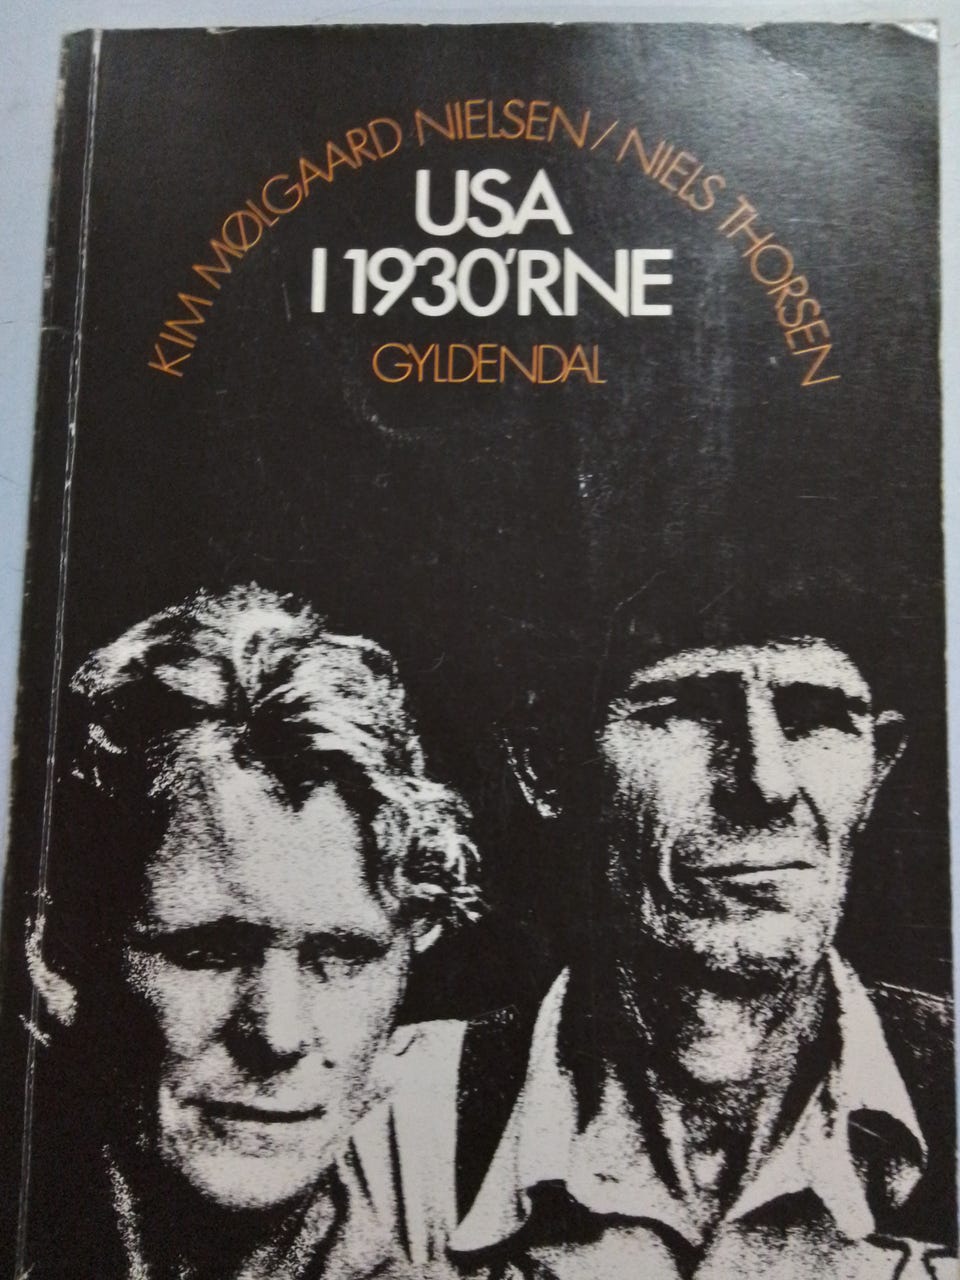 KIM MØLGAARD NIELSEN / NIELS THORSEN
USA
I 1930'RNE
GYLDENDAL